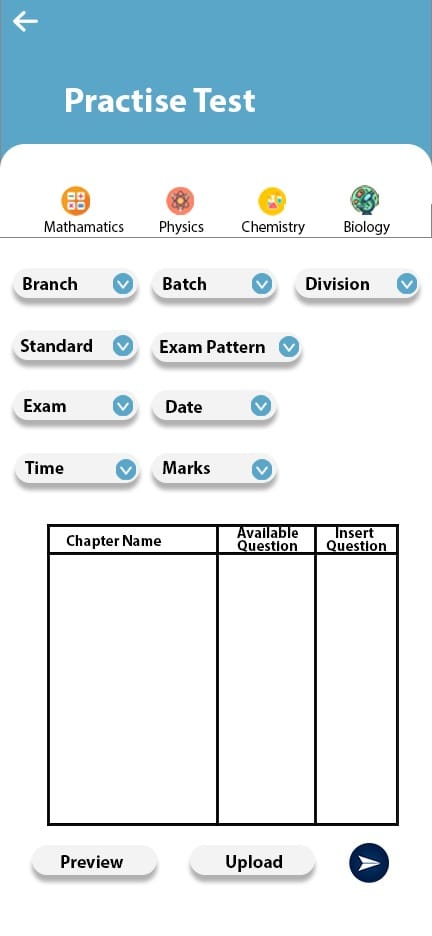 Practise Test
Mathamatics Physics Chemistry Biology
Branch Batch Division
Standard Exam Pattern
Exam Date
Time Marks
Chapter Name Available Question Insert Question
Preview Upload